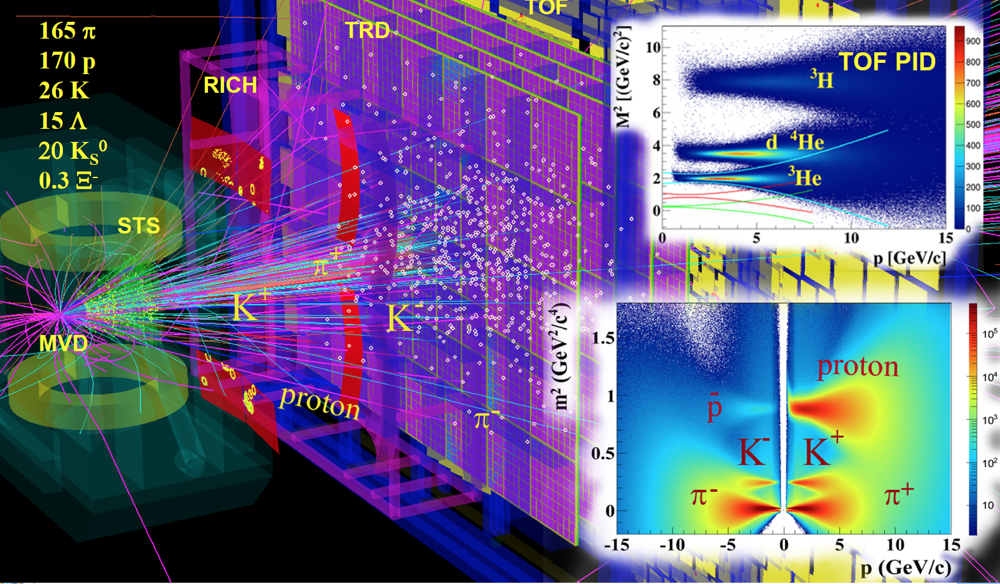 165 π
170 p
26 K
15 Λ
20 Kₛ⁰
0.3 Ξ⁻
TOF
TRD
RICH
STS
MVD
π⁺
K⁺
K⁻
proton
π⁻
TOF PID
³H
d ⁴He
³He
M² [(GeV/c)²]
10
8
6
4
2
0
0 5 10 15
p [GeV/c]
900
800
700
600
500
400
300
200
100
0
proton
p̄
K⁻ K⁺
π⁻ π⁺
m² (GeV²/c⁴)
1.5
1
0.5
0
-15 -10 -5 0 5 10 15
p (GeV/c)
10⁵
10⁴
10³
10²
10